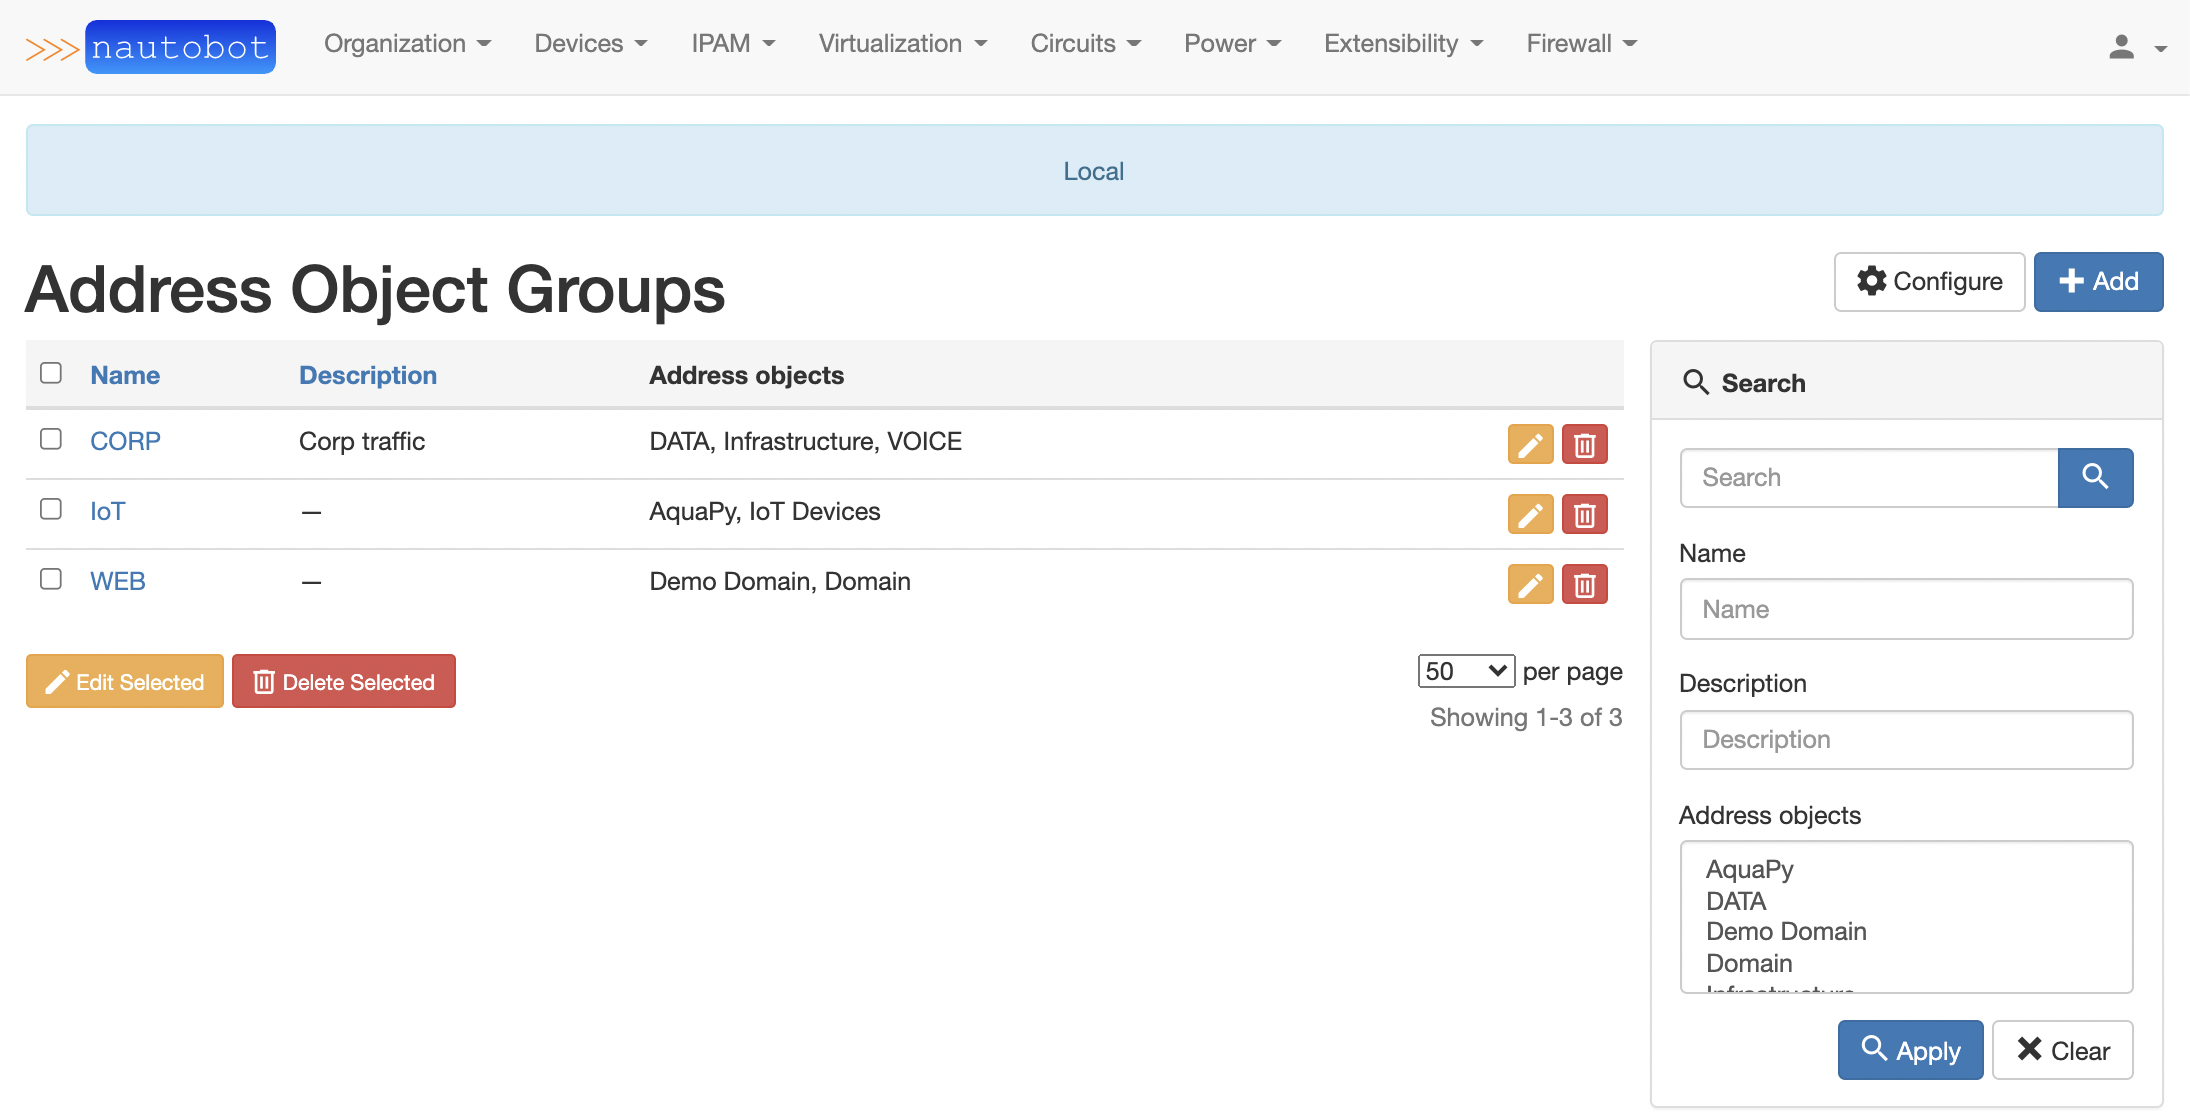 >>> nautobot Organization Devices IPAM Virtualization Circuits Power Extensibility Firewall
Local
Address Object Groups
Configure Add
Name Description Address objects
CORP Corp traffic DATA, Infrastructure, VOICE
IoT — AquaPy, IoT Devices
WEB — Demo Domain, Domain
Edit Selected Delete Selected
50 per page
Showing 1-3 of 3
Search
Search
Name
Name
Description
Description
Address objects
AquaPy
DATA
Demo Domain
Domain
Infrastructure
Apply Clear